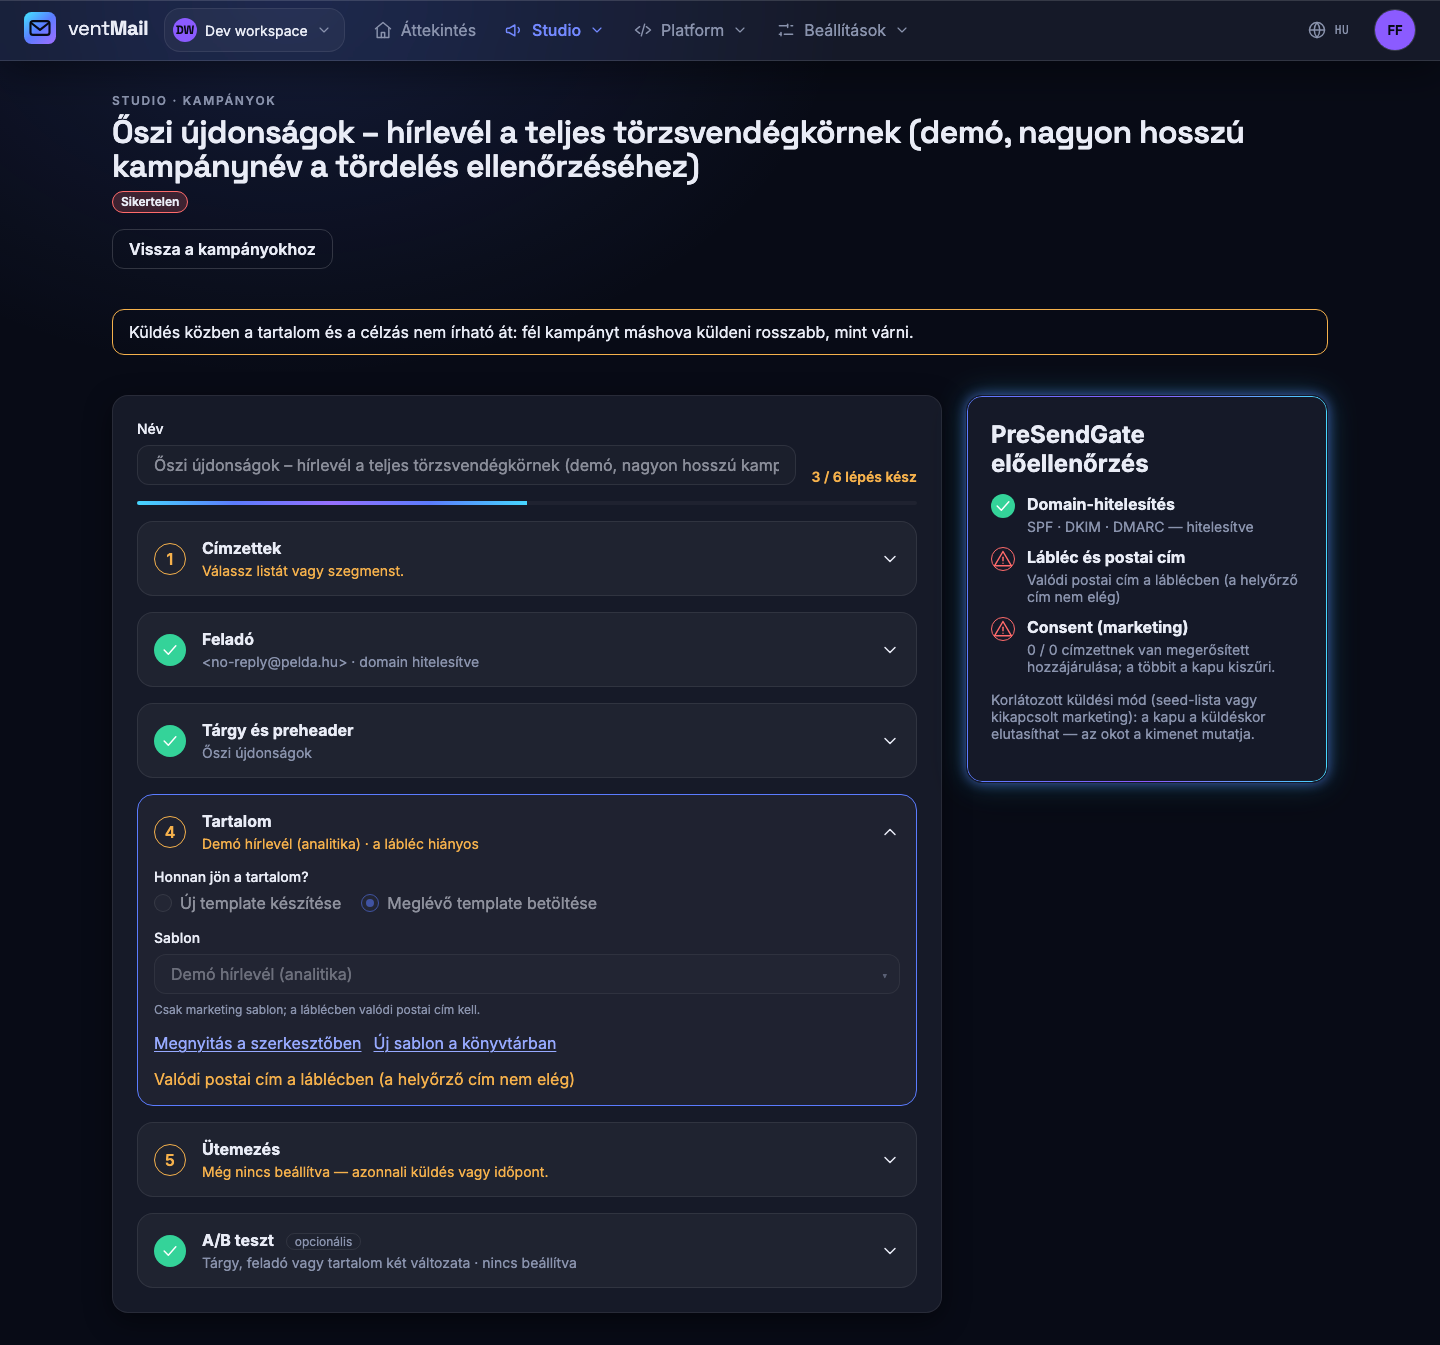 ventMail
DW Dev workspace
Áttekintés
Studio
Platform
Beállítások
HU
FF
STUDIO · KAMPÁNYOK
Őszi újdonságok – hírlevél a teljes törzsvendégkörnek (demó, nagyon hosszú
kampánynév a tördelés ellenőrzéséhez)
Sikertelen
Vissza a kampányokhoz
Küldés közben a tartalom és a célzás nem írható át: fél kampányt máshova küldeni rosszabb, mint várni.
Név
Őszi újdonságok – hírlevél a teljes törzsvendégkörnek (demó, nagyon hosszú kamp
3 / 6 lépés kész
1
Címzettek
Válassz listát vagy szegmenst.
Feladó
<no-reply@pelda.hu> · domain hitelesítve
Tárgy és preheader
Őszi újdonságok
4
Tartalom
Demó hírlevél (analitika) · a lábléc hiányos
Honnan jön a tartalom?
Új template készítése
Meglévő template betöltése
Sablon
Demó hírlevél (analitika)
Csak marketing sablon; a láblécben valódi postai cím kell.
Megnyitás a szerkesztőben Új sablon a könyvtárban
Valódi postai cím a láblécben (a helyőrző cím nem elég)
5
Ütemezés
Még nincs beállítva — azonnali küldés vagy időpont.
A/B teszt opcionális
Tárgy, feladó vagy tartalom két változata · nincs beállítva
PreSendGate
előellenőrzés
Domain-hitelesítés
SPF · DKIM · DMARC — hitelesítve
Lábléc és postai cím
Valódi postai cím a láblécben (a helyőrző
cím nem elég)
Consent (marketing)
0 / 0 címzettnek van megerősített
hozzájárulása; a többit a kapu kiszűri.
Korlátozott küldési mód (seed-lista vagy
kikapcsolt marketing): a kapu a küldéskor
elutasíthat — az okot a kimenet mutatja.